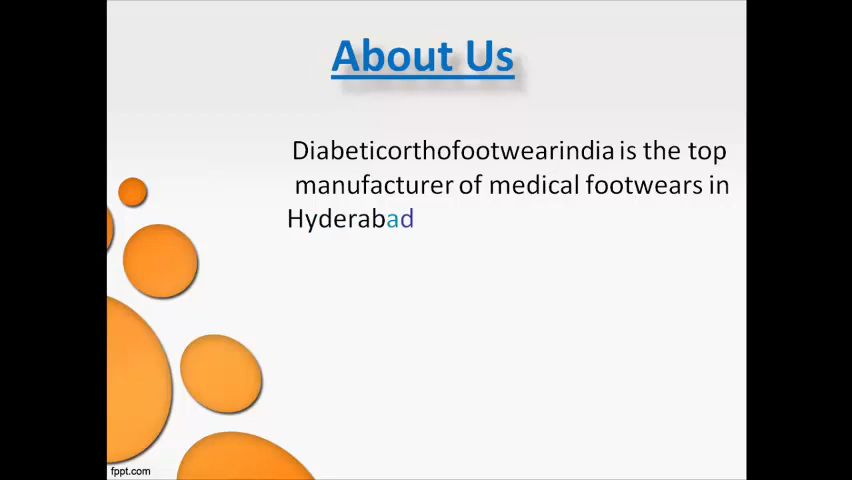 About Us
Diabeticorthofootwearindia is the top
manufacturer of medical footwears in
Hyderabad
fppt.com